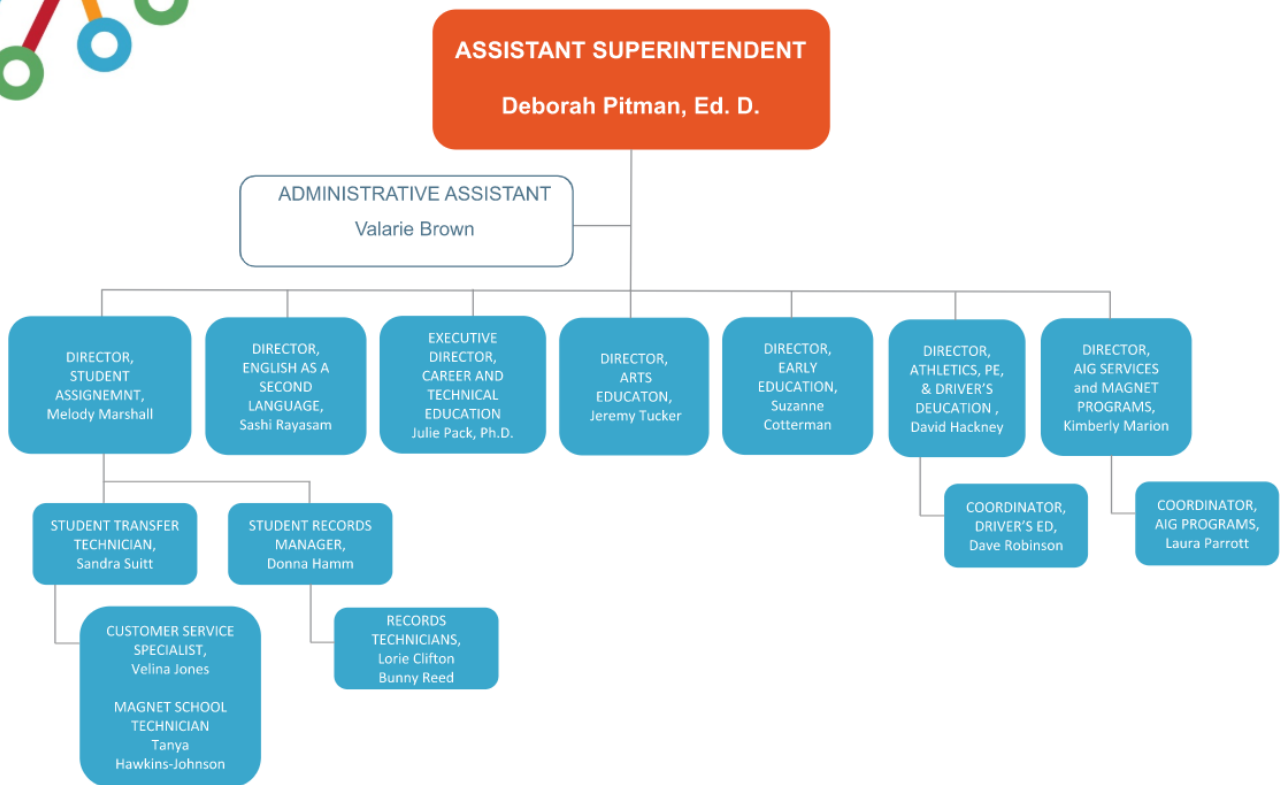 ASSISTANT SUPERINTENDENT
Deborah Pitman, Ed. D.
ADMINISTRATIVE ASSISTANT
Valarie Brown
DIRECTOR,
STUDENT
ASSIGNEMNT,
Melody Marshall
DIRECTOR,
ENGLISH AS A
SECOND
LANGUAGE,
Sashi Rayasam
EXECUTIVE
DIRECTOR,
CAREER AND
TECHNICAL
EDUCATION
Julie Pack, Ph.D.
DIRECTOR,
ARTS
EDUCATON,
Jeremy Tucker
DIRECTOR,
EARLY
EDUCATION,
Suzanne
Cotterman
DIRECTOR,
ATHLETICS, PE,
& DRIVER'S
DEUCATION ,
David Hackney
DIRECTOR,
AIG SERVICES
and MAGNET
PROGRAMS,
Kimberly Marion
STUDENT TRANSFER
TECHNICIAN,
Sandra Suitt
STUDENT RECORDS
MANAGER,
Donna Hamm
COORDINATOR,
DRIVER'S ED,
Dave Robinson
COORDINATOR,
AIG PROGRAMS,
Laura Parrott
CUSTOMER SERVICE
SPECIALIST,
Velina Jones
MAGNET SCHOOL
TECHNICIAN
Tanya
Hawkins-Johnson
RECORDS
TECHNICIANS,
Lorie Clifton
Bunny Reed